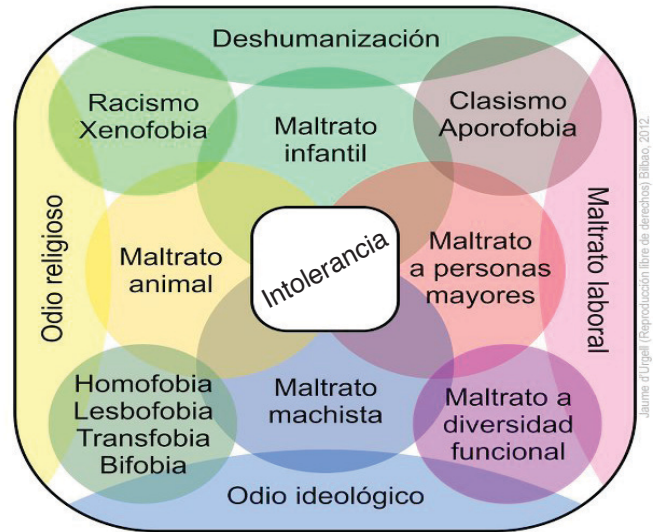 Deshumanización
Racismo
Xenofobia
Maltrato
infantil
Clasismo
Aporofobia
Odio religioso
Maltrato
animal
Intolerancia
Maltrato
a personas
mayores
Maltrato laboral
Homofobia
Lesbofobia
Transfobia
Bifobia
Maltrato
machista
Maltrato a
diversidad
funcional
Odio ideológico
Jaume d'Urgell (Reproducción libre de derechos) Bilbao, 2012.